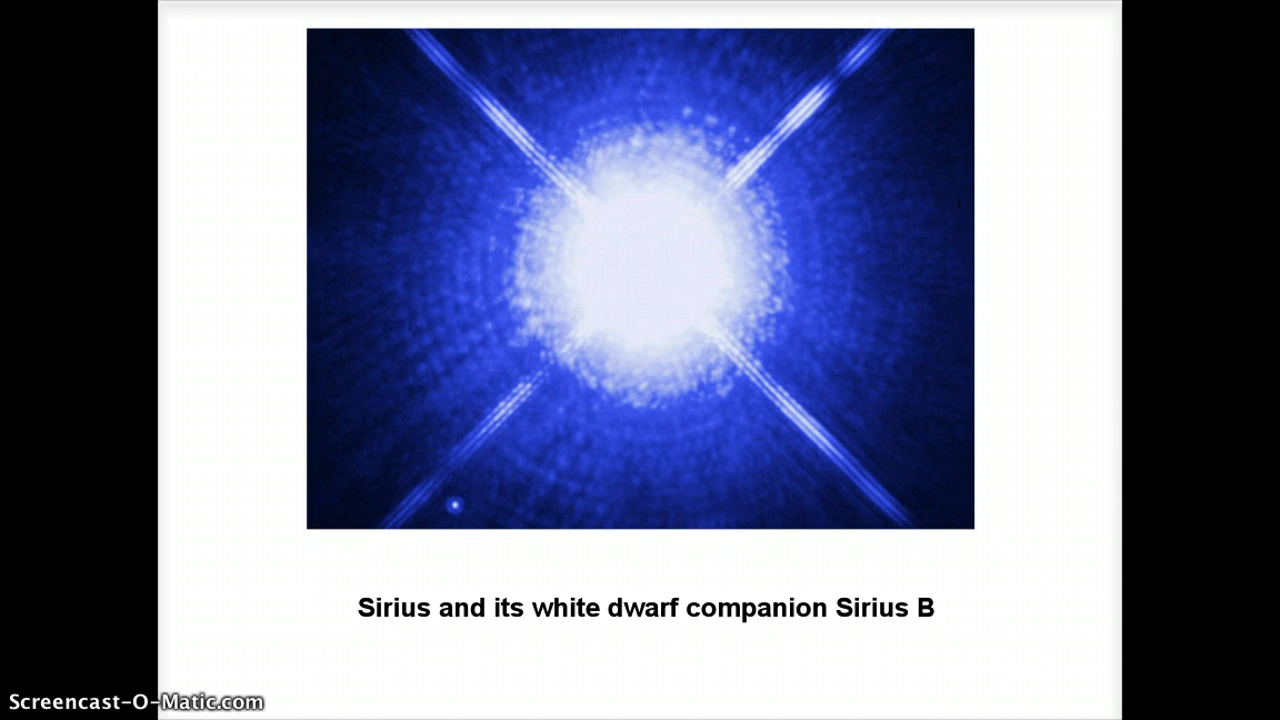 Sirius and its white dwarf companion Sirius B
Screencast-O-Matic.com